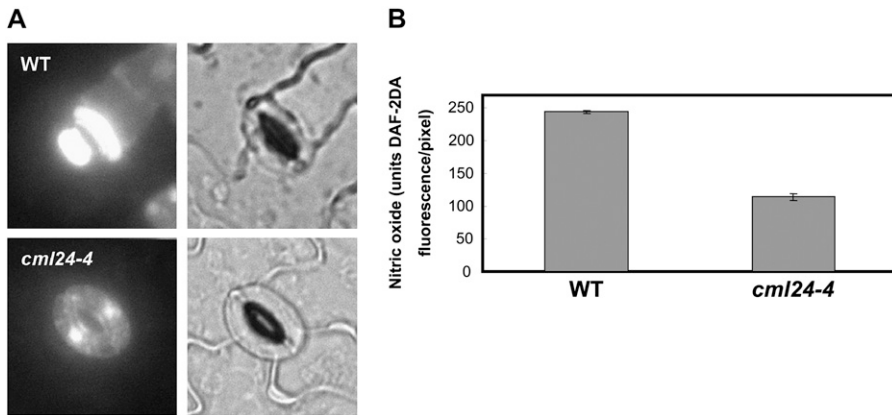 A
WT
cml24-4
B
Nitric oxide (units DAF-2DA
fluorescence/pixel)
250
200
150
100
50
0
WT
cml24-4